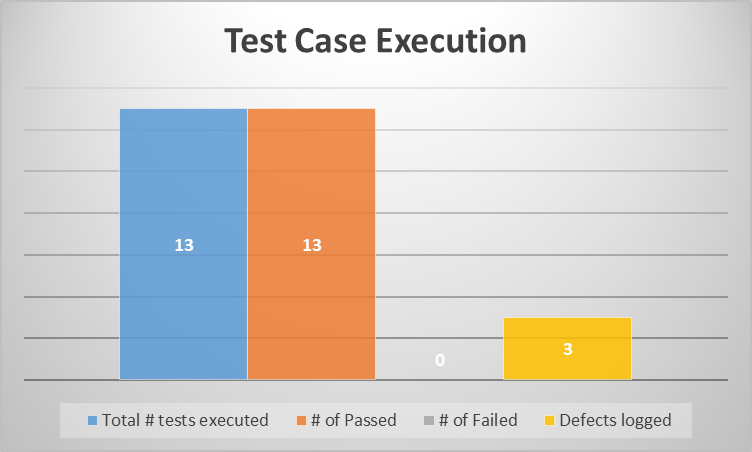 Test Case Execution
13
13
0
3
Total # tests executed # of Passed # of Failed Defects logged